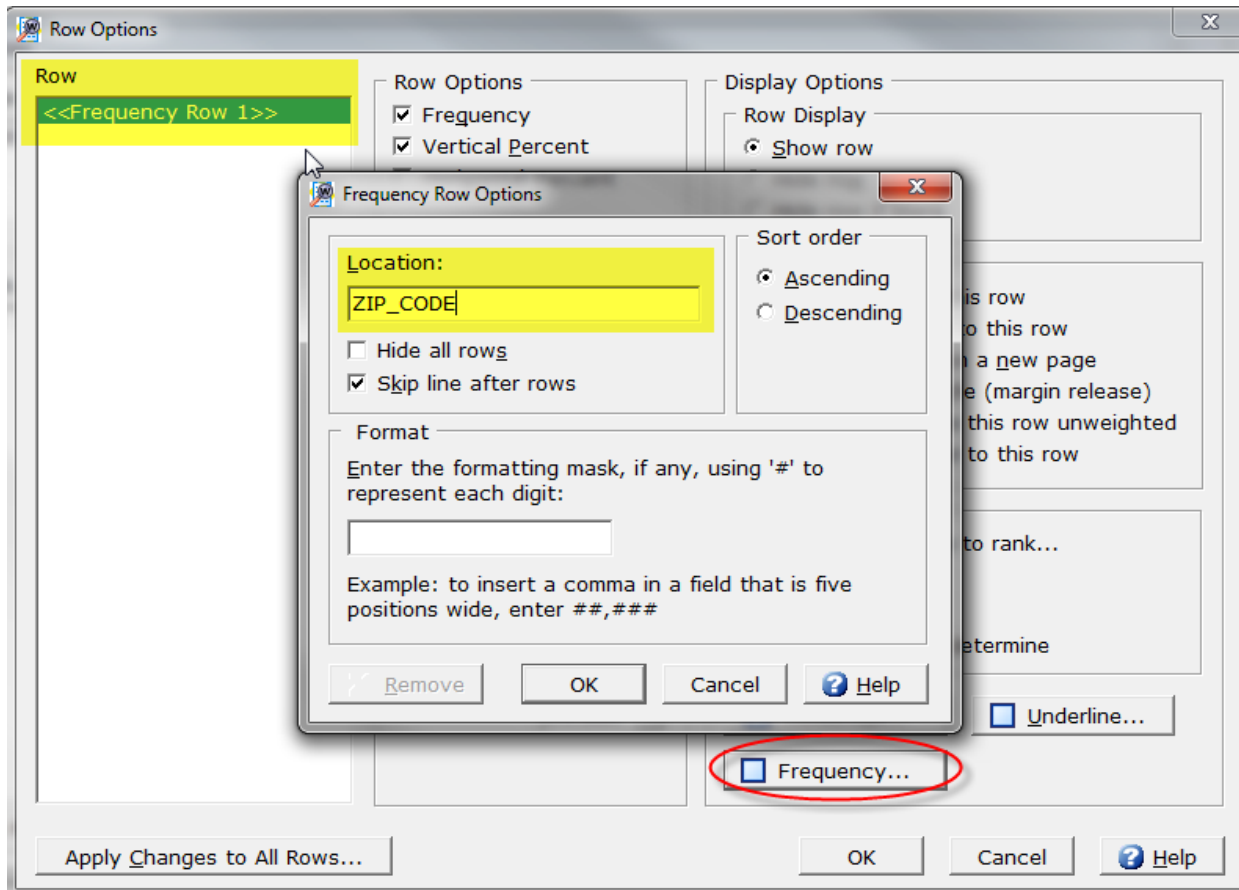 Row Options
Row
<<Frequency Row 1>>
Row Options
Frequency
Vertical Percent
Display Options
Row Display
Show row
Frequency Row Options
Location:
ZIP_CODE
Hide all rows
Skip line after rows
Sort order
Ascending
Descending
Format
Enter the formatting mask, if any, using '#' to
represent each digit:
Example: to insert a comma in a field that is five
positions wide, enter ##,###
Remove
OK
Cancel
Help
is row
to this row
a new page
(margin release)
this row unweighted
to this row
to rank...
Underline...
Frequency...
Apply Changes to All Rows...
OK
Cancel
Help